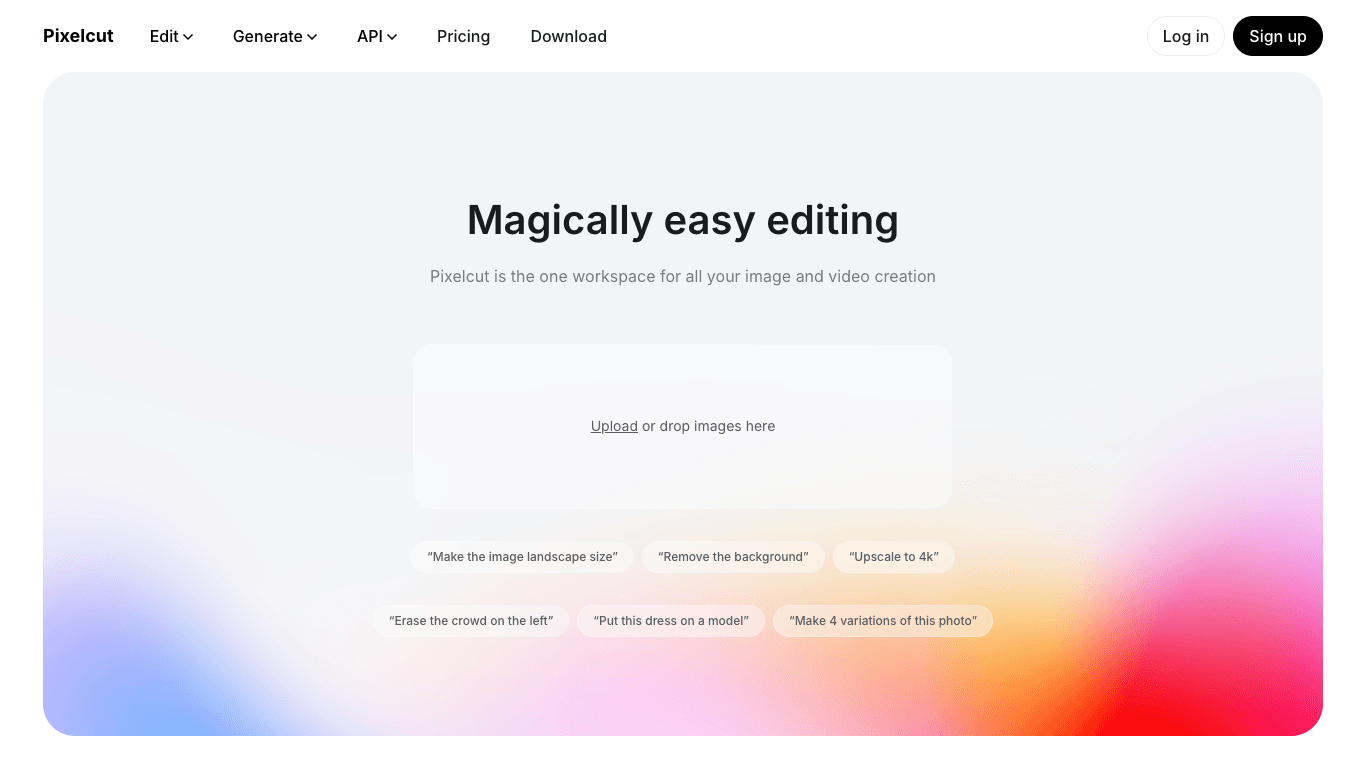 Pixelcut Edit Generate API Pricing Download Log in Sign up
Magically easy editing
Pixelcut is the one workspace for all your image and video creation
Upload or drop images here
“Make the image landscape size” “Remove the background” “Upscale to 4k”
“Erase the crowd on the left” “Put this dress on a model” “Make 4 variations of this photo”